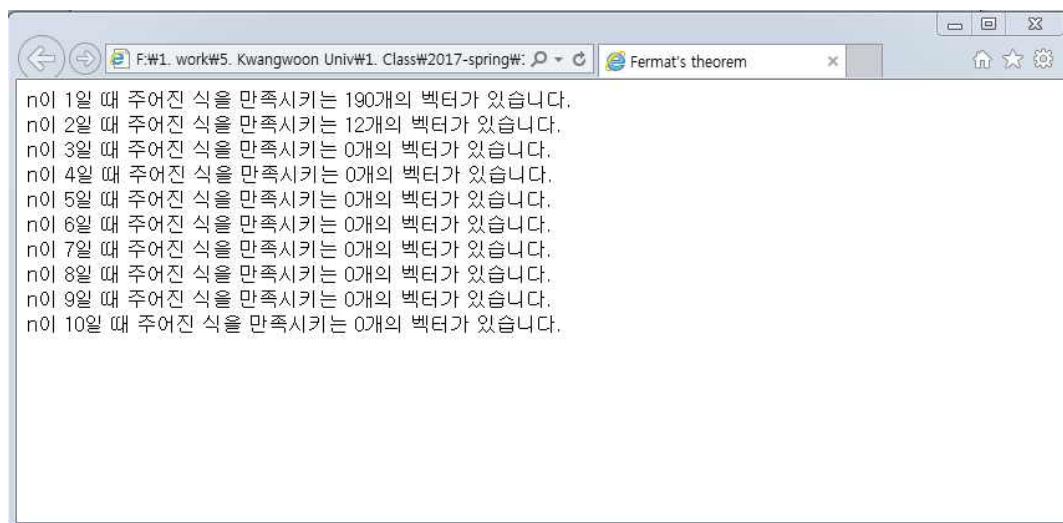 F:₩1. work₩5. Kwangwoon Univ₩1. Class₩2017-spring₩:
Fermat's theorem
n이 1일 때 주어진 식을 만족시키는 190개의 벡터가 있습니다.
n이 2일 때 주어진 식을 만족시키는 12개의 벡터가 있습니다.
n이 3일 때 주어진 식을 만족시키는 0개의 벡터가 있습니다.
n이 4일 때 주어진 식을 만족시키는 0개의 벡터가 있습니다.
n이 5일 때 주어진 식을 만족시키는 0개의 벡터가 있습니다.
n이 6일 때 주어진 식을 만족시키는 0개의 벡터가 있습니다.
n이 7일 때 주어진 식을 만족시키는 0개의 벡터가 있습니다.
n이 8일 때 주어진 식을 만족시키는 0개의 벡터가 있습니다.
n이 9일 때 주어진 식을 만족시키는 0개의 벡터가 있습니다.
n이 10일 때 주어진 식을 만족시키는 0개의 벡터가 있습니다.